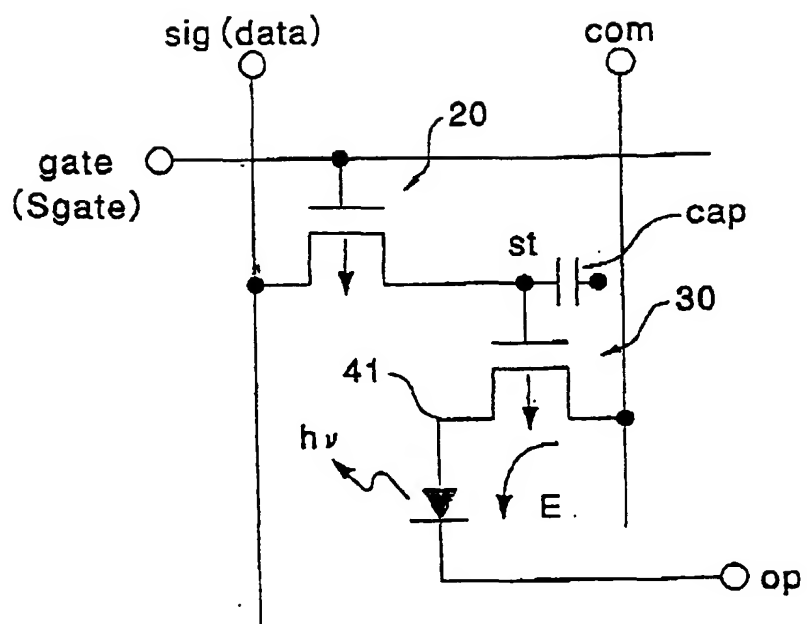 sig (data)
com
20
gate
(Sgate)
cap
st
30
41
hν
E
op